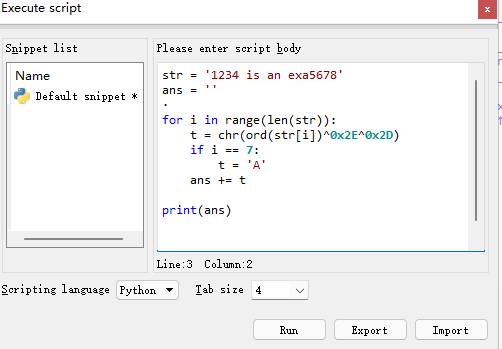 Execute script
x
Snippet list
Please enter script body
Name
Default snippet *
str = '1234 is an exa5678'
ans = ''
.
for i in range(len(str)):
    t = chr(ord(str[i])^0x2E^0x2D)
    if i == 7:
        t = 'A'
    ans += t
print(ans)
Line:3 Column:2
Scripting language Python Tab size 4
Run Export Import